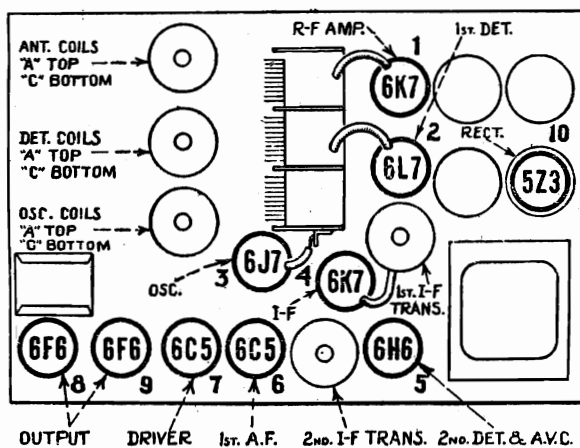 R-F AMP.
1
1ST. DET.
ANT. COILS
"A" TOP
"C" BOTTOM
6K7
DET. COILS
"A" TOP
"C" BOTTOM
2
RECT.
10
6L7
5Z3
OSC. COILS
"A" TOP
"C" BOTTOM
6J7
3
OSC.
4
6K7
I-F
1ST. I-F
TRANS.
6F6
8
6F6
9
6C5
7
6C5
6
6H6
5
OUTPUT
DRIVER
1ST. A.F.
2ND. I-F TRANS.
2ND. DET. & A.V.C.